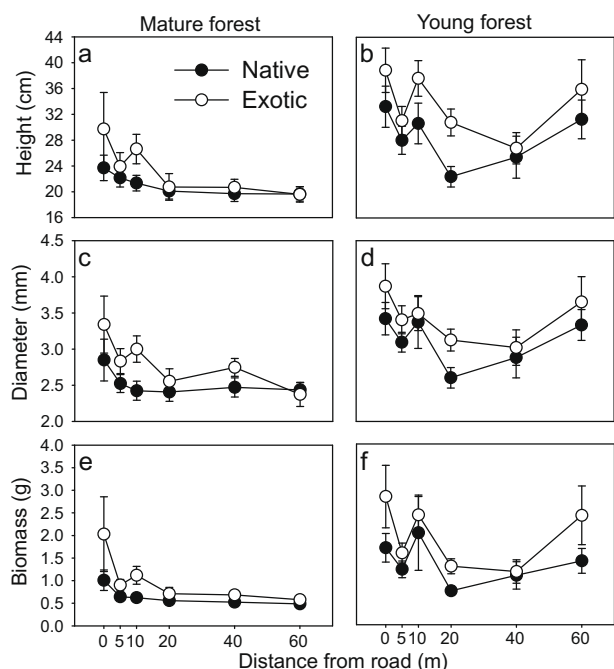 Mature forest
Young forest
a
b
c
d
e
f
Native
Exotic
Height (cm)
44
40
36
32
28
24
20
16
12
Diameter (mm)
4.5
4.0
3.5
3.0
2.5
2.0
Biomass (g)
4.0
3.5
3.0
2.5
2.0
1.5
1.0
0.5
0.0
0 5 10 20 40 60
0 5 10 20 40 60
Distance from road (m)